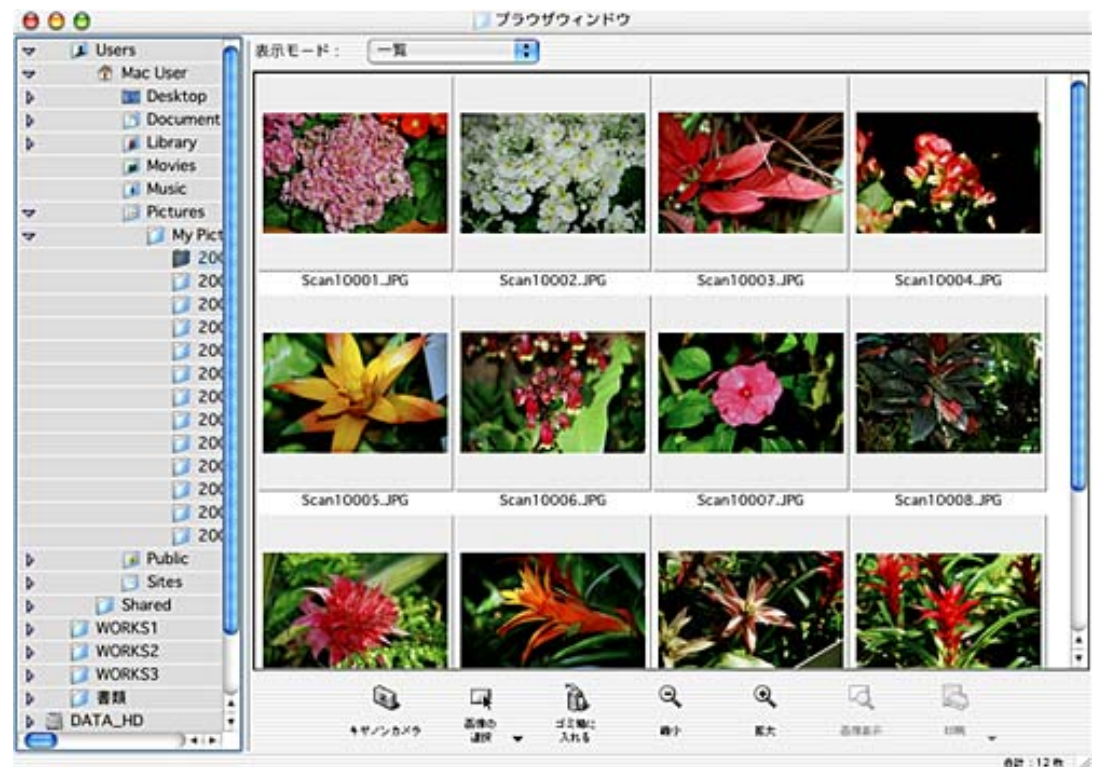 ブラウザウィンドウ
Users
Mac User
Desktop
Document
Library
Movies
Music
Pictures
My Pict
200
200
200
200
200
200
200
200
200
200
200
200
200
Public
Sites
Shared
WORKS1
WORKS2
WORKS3
書類
DATA_HD
表示モード： 一覧
Scan10001.JPG Scan10002.JPG Scan10003.JPG Scan10004.JPG
Scan10005.JPG Scan10006.JPG Scan10007.JPG Scan10008.JPG
キヤノンカメラ
画像の
選択
ゴミ箱に
入れる
縮小
拡大
画像表示
印刷
合計：12 枚